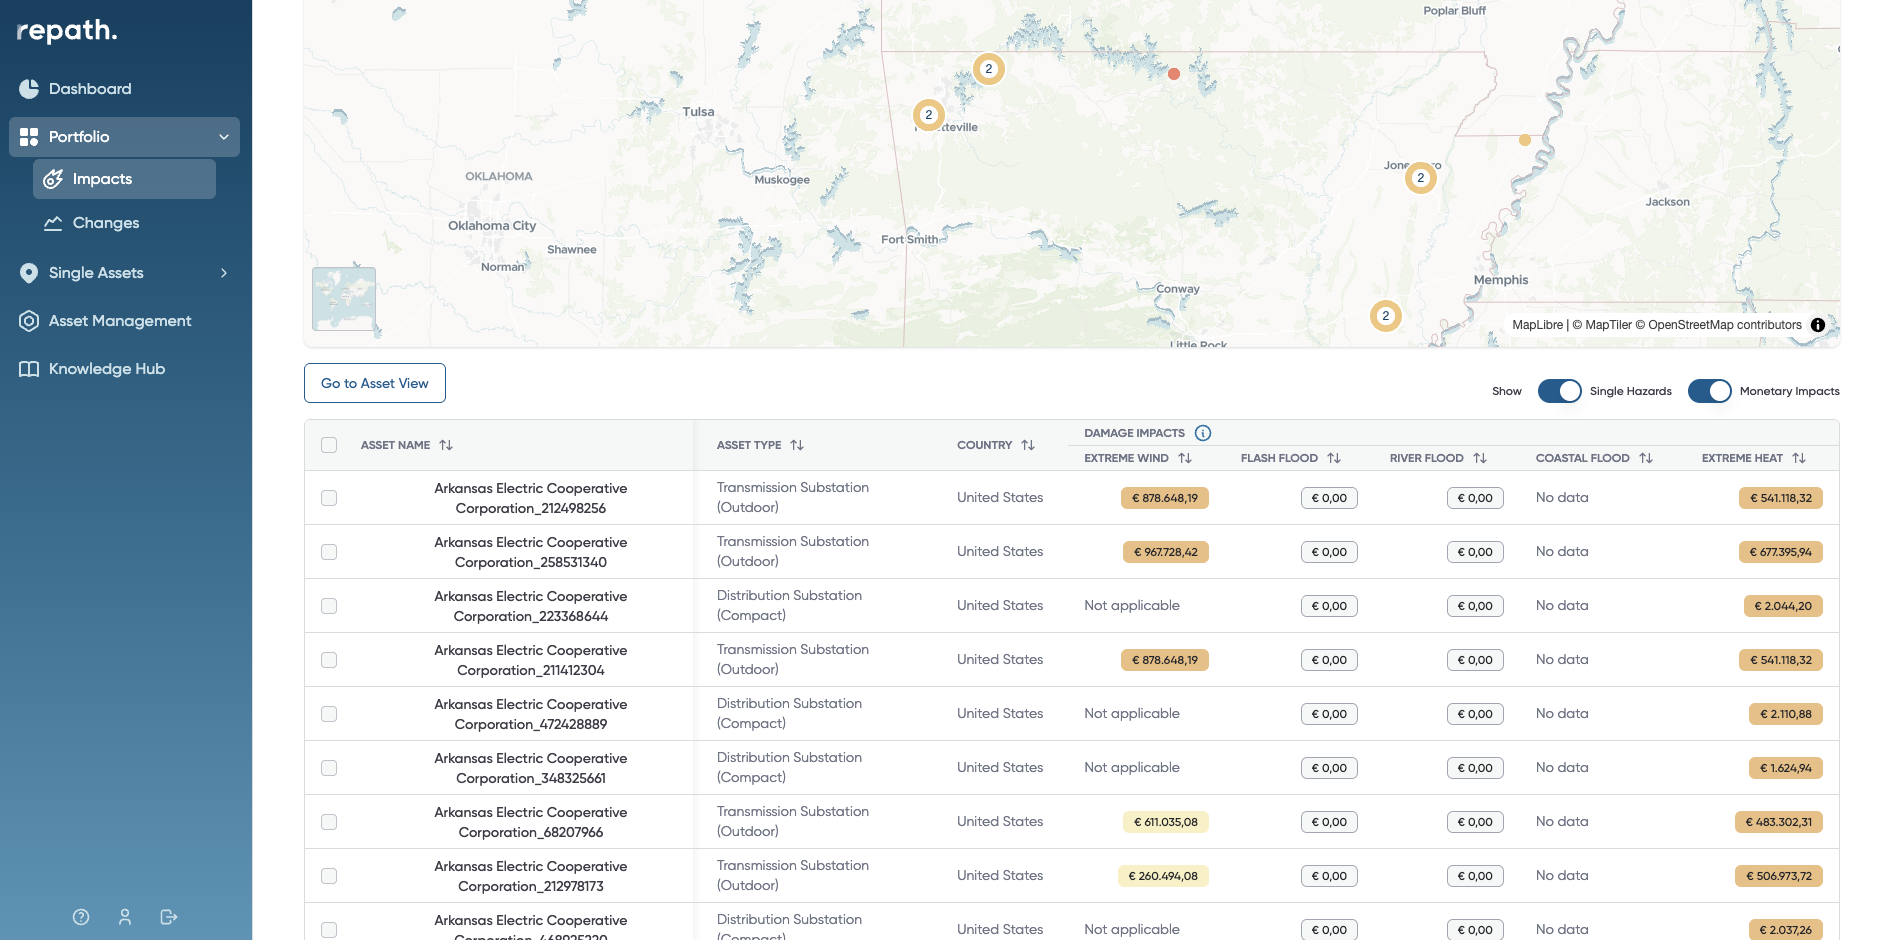 repath.
Dashboard
Portfolio
Impacts
Changes
Single Assets
Asset Management
Knowledge Hub
Poplar Bluff
2
2
Tulsa
Jonesboro
2
OKLAHOMA
Muskogee
Jackson
Oklahoma City
Shawnee
Fort Smith
Norman
Memphis
Conway
2
Little Rock
MapLibre | © MapTiler © OpenStreetMap contributors
Go to Asset View
Show Single Hazards Monetary Impacts
ASSET NAME ASSET TYPE COUNTRY DAMAGE IMPACTS
EXTREME WIND FLASH FLOOD RIVER FLOOD COASTAL FLOOD EXTREME HEAT
Arkansas Electric Cooperative Transmission Substation
Corporation_212498256 (Outdoor) United States € 878.648,19 € 0,00 € 0,00 No data € 541.118,32
Arkansas Electric Cooperative Transmission Substation
Corporation_258531340 (Outdoor) United States € 967.728,42 € 0,00 € 0,00 No data € 677.395,94
Arkansas Electric Cooperative Distribution Substation
Corporation_223368644 (Compact) United States Not applicable € 0,00 € 0,00 No data € 2.044,20
Arkansas Electric Cooperative Transmission Substation
Corporation_211412304 (Outdoor) United States € 878.648,19 € 0,00 € 0,00 No data € 541.118,32
Arkansas Electric Cooperative Distribution Substation
Corporation_472428889 (Compact) United States Not applicable € 0,00 € 0,00 No data € 2.110,88
Arkansas Electric Cooperative Distribution Substation
Corporation_348325661 (Compact) United States Not applicable € 0,00 € 0,00 No data € 1.624,94
Arkansas Electric Cooperative Transmission Substation
Corporation_68207966 (Outdoor) United States € 611.035,08 € 0,00 € 0,00 No data € 483.302,31
Arkansas Electric Cooperative Transmission Substation
Corporation_212978173 (Outdoor) United States € 260.494,08 € 0,00 € 0,00 No data € 506.973,72
Arkansas Electric Cooperative Distribution Substation
(Compact) United States Not applicable € 0,00 € 0,00 No data € 2.037,26